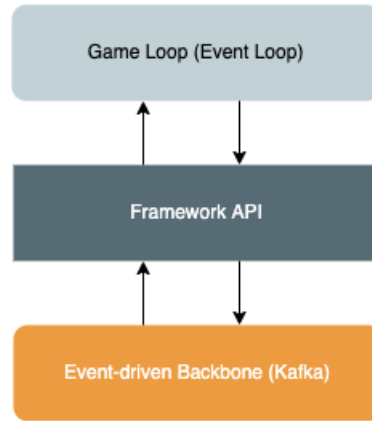 Game Loop (Event Loop)
Framework API
Event-driven Backbone (Kafka)